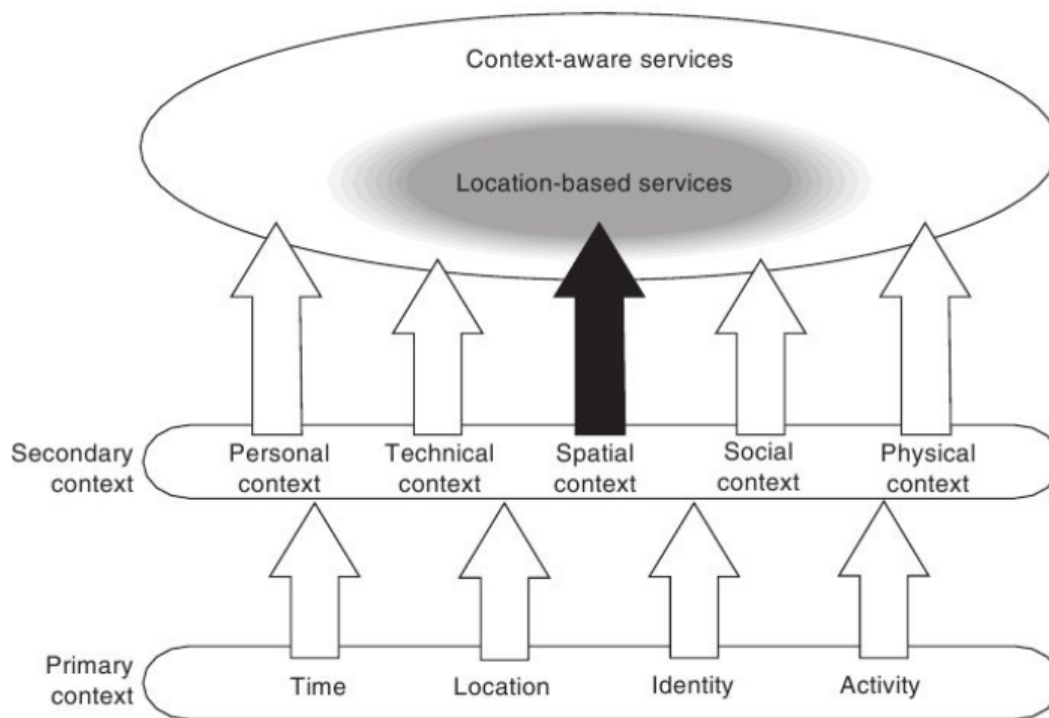 Context-aware services
Location-based services
Secondary
context
Personal
context
Technical
context
Spatial
context
Social
context
Physical
context
Primary
context
Time
Location
Identity
Activity